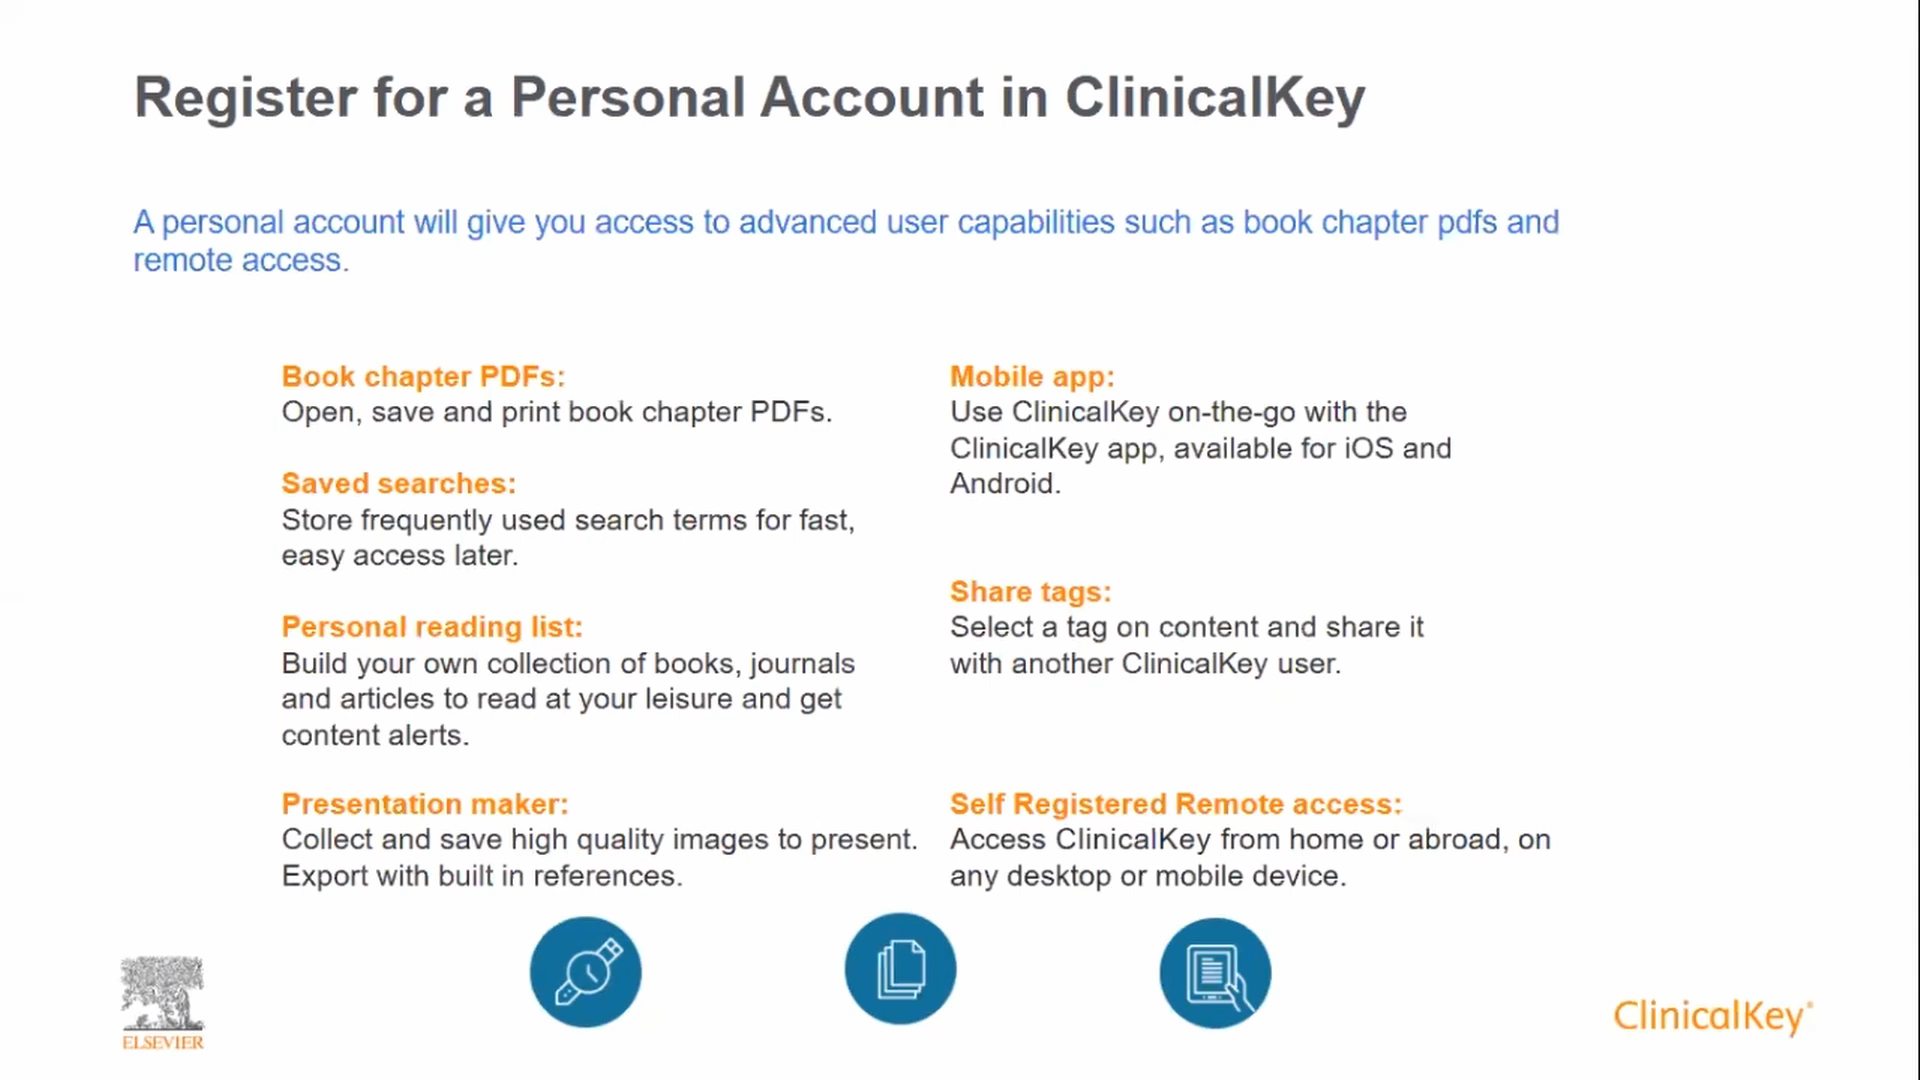 Register for a Personal Account in ClinicalKey
A personal account will give you access to advanced user capabilities such as book chapter pdfs and
remote access.
Book chapter PDFs:
Open, save and print book chapter PDFs.
Saved searches:
Store frequently used search terms for fast,
easy access later.
Personal reading list:
Build your own collection of books, journals
and articles to read at your leisure and get
content alerts.
Presentation maker:
Collect and save high quality images to present.
Export with built in references.
Mobile app:
Use ClinicalKey on-the-go with the
ClinicalKey app, available for iOS and
Android.
Share tags:
Select a tag on content and share it
with another ClinicalKey user.
Self Registered Remote access:
Access ClinicalKey from home or abroad, on
any desktop or mobile device.
ELSEVIER
ClinicalKey®